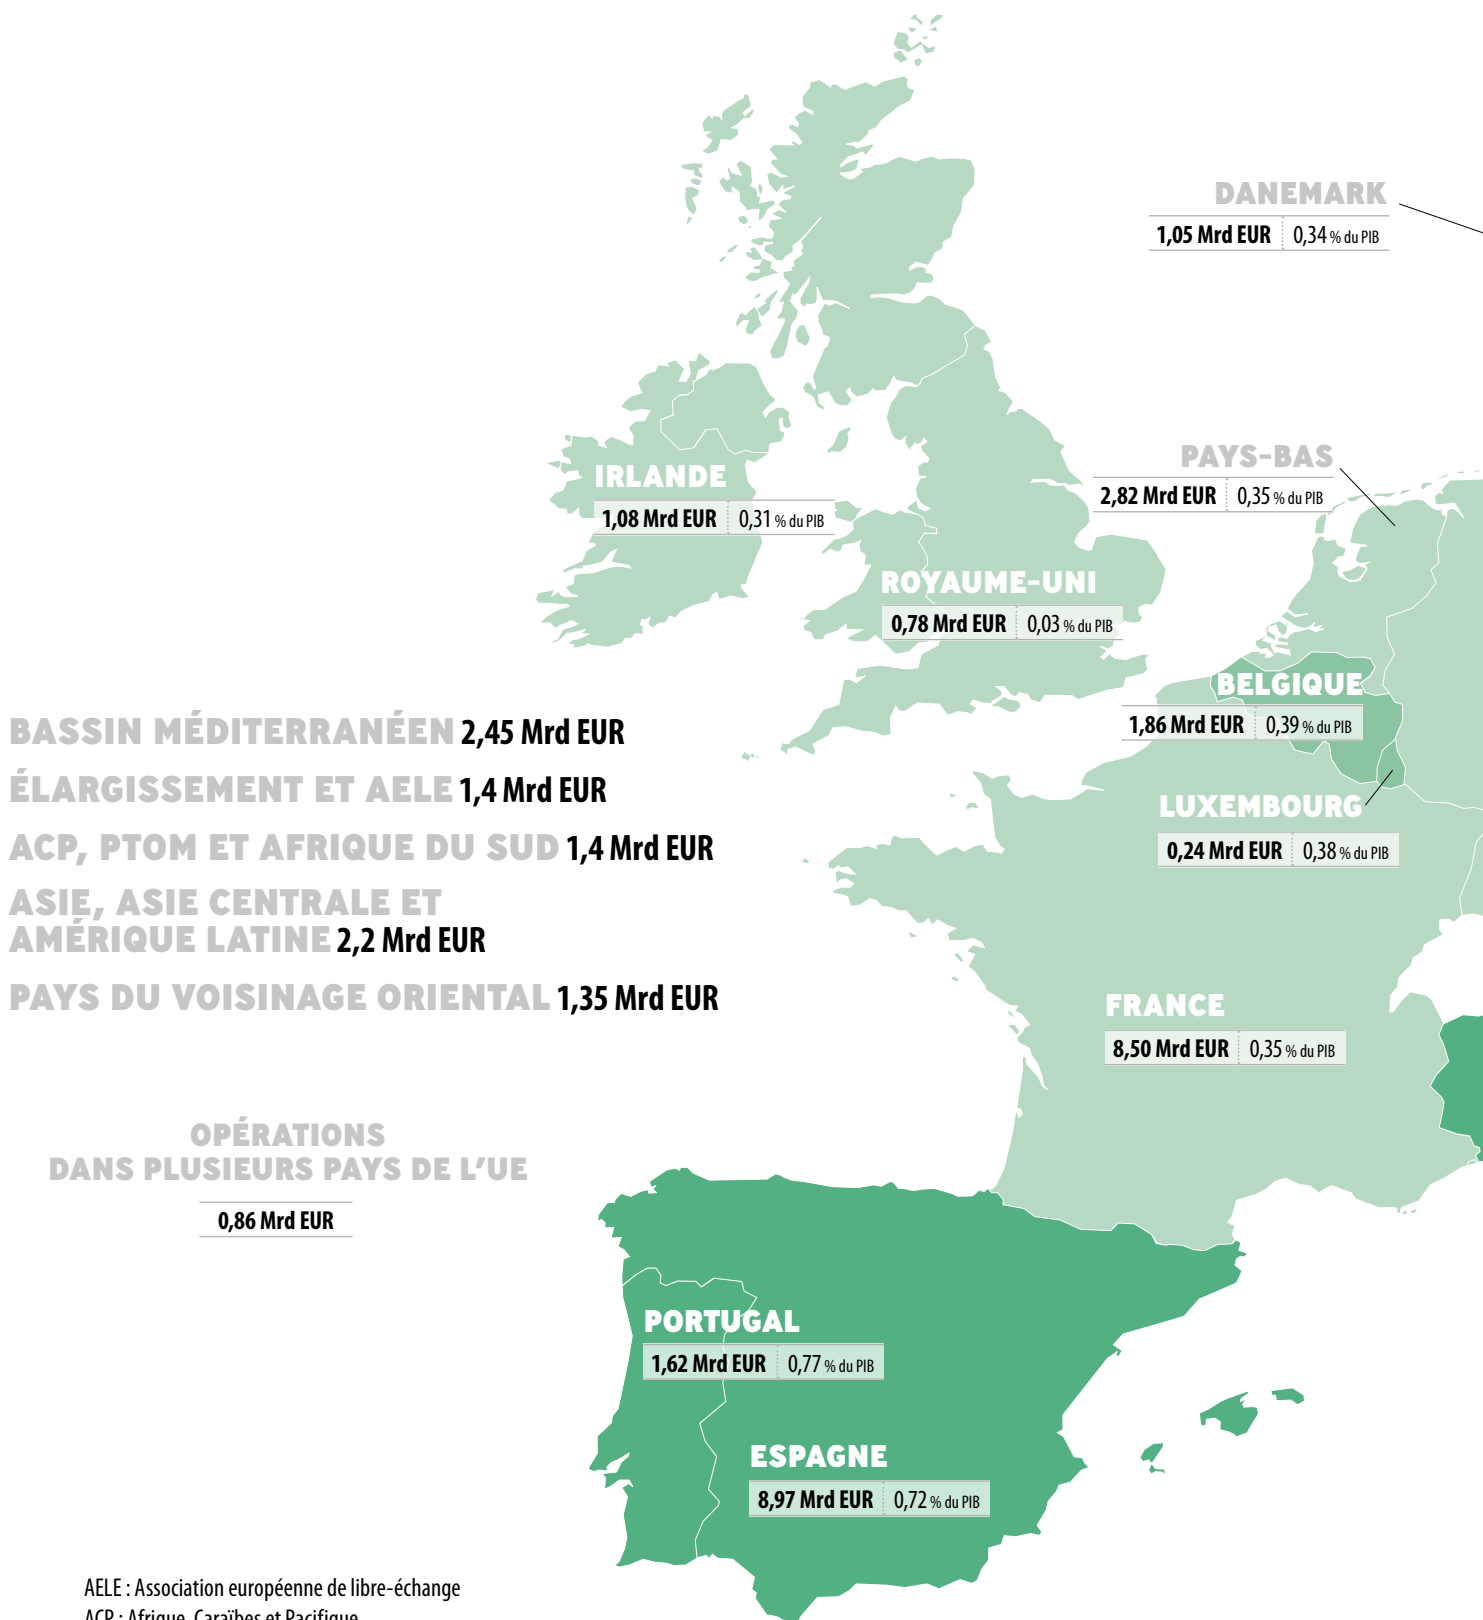 DANEMARK
1,05 Mrd EUR 0,34 % du PIB
PAYS-BAS
2,82 Mrd EUR 0,35 % du PIB
IRLANDE
1,08 Mrd EUR 0,31 % du PIB
ROYAUME-UNI
0,78 Mrd EUR 0,03 % du PIB
BELGIQUE
1,86 Mrd EUR 0,39 % du PIB
LUXEMBOURG
0,24 Mrd EUR 0,38 % du PIB
BASSIN MÉDITERRANÉEN 2,45 Mrd EUR
ÉLARGISSEMENT ET AELE 1,4 Mrd EUR
ACP, PTOM ET AFRIQUE DU SUD 1,4 Mrd EUR
ASIE, ASIE CENTRALE ET
AMÉRIQUE LATINE 2,2 Mrd EUR
PAYS DU VOISINAGE ORIENTAL 1,35 Mrd EUR
FRANCE
8,50 Mrd EUR 0,35 % du PIB
OPÉRATIONS
DANS PLUSIEURS PAYS DE L’UE
0,86 Mrd EUR
PORTUGAL
1,62 Mrd EUR 0,77 % du PIB
ESPAGNE
8,97 Mrd EUR 0,72 % du PIB
AELE : Association européenne de libre-échange
ACP : Afrique, Caraïbes et Pacifique